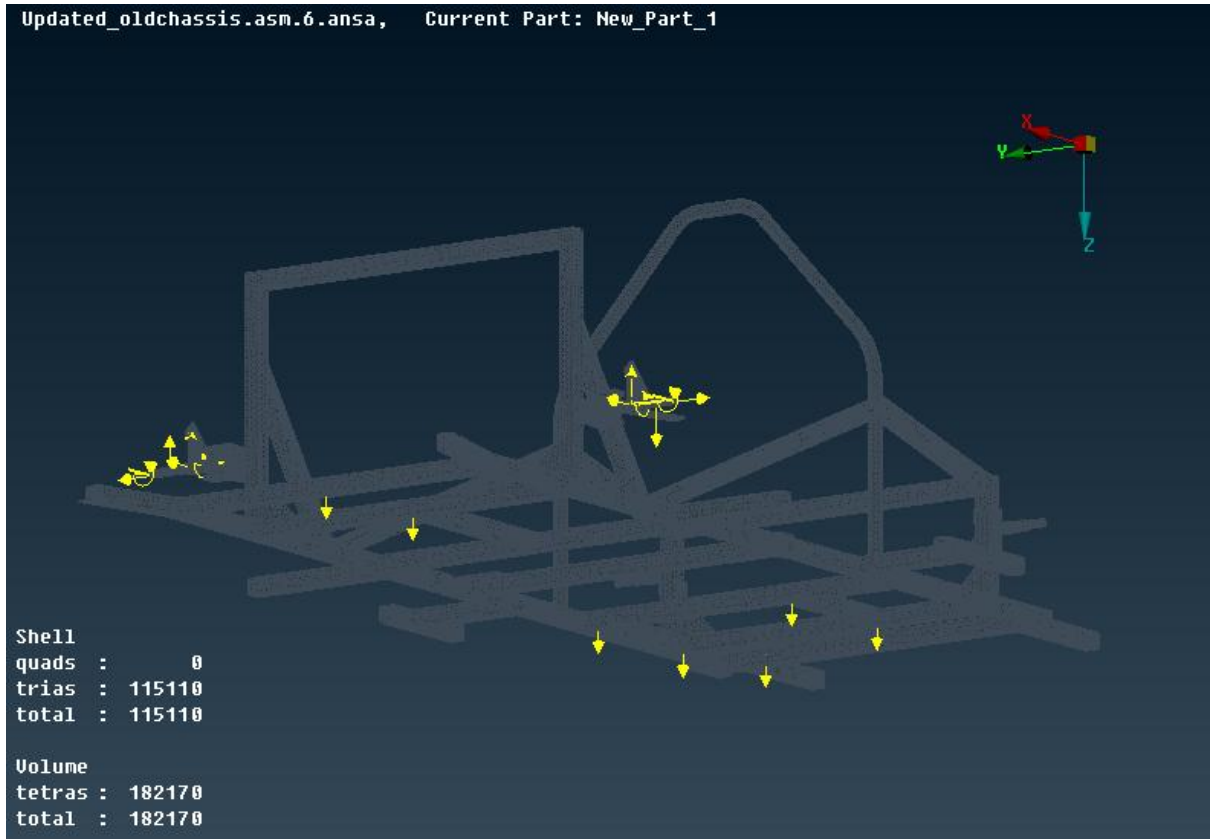 Updated_oldchassis.asm.6.ansa,   Current Part: New_Part_1
X
Y
Z
Shell
quads  :       0
trias  :  115110
total  :  115110
Volume
tetras :  182170
total  :  182170